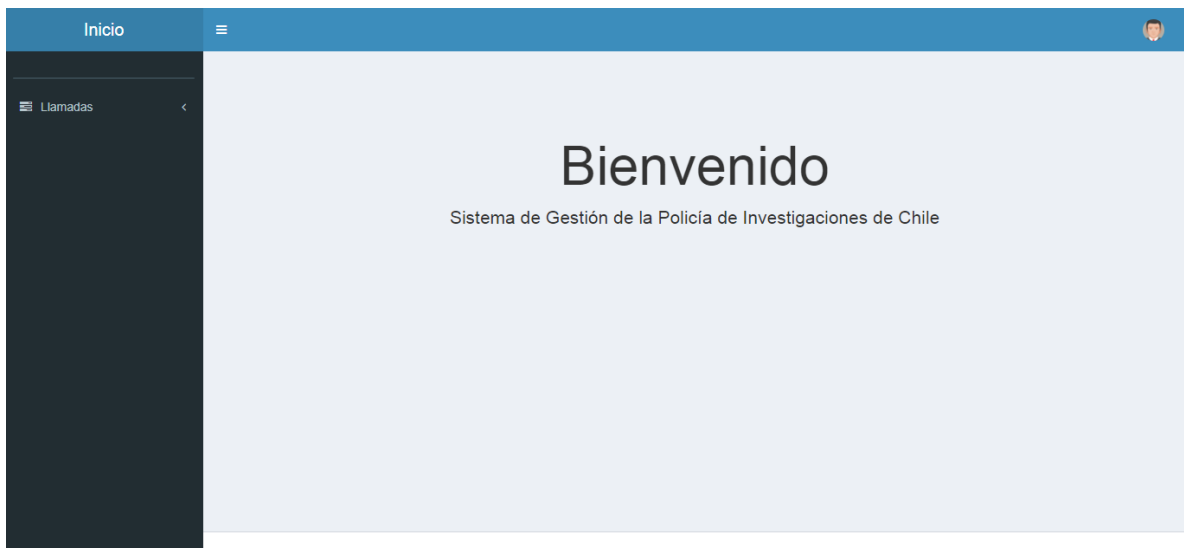 Inicio
Llamadas
Bienvenido
Sistema de Gestión de la Policía de Investigaciones de Chile